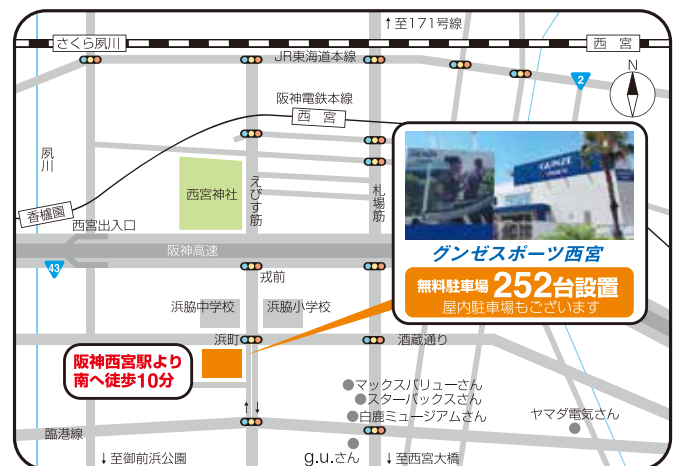 ↑至171号線
さくら夙川
西宮
JR東海道本線
N
2
阪神電鉄本線
西宮
夙川
西宮神社
えびす筋
札場筋
香櫨園
西宮出入口
阪神高速
43
戎前
グンゼスポーツ西宮
無料駐車場252台設置
屋内駐車場もございます
浜脇中学校
浜脇小学校
浜町
酒蔵通り
阪神西宮駅より
南へ徒歩10分
マックスバリューさん
スターバックスさん
白鹿ミュージアムさん
ヤマダ電気さん
↑↓
臨港線
↓至御前浜公園
g.u.さん
↓至西宮大橋